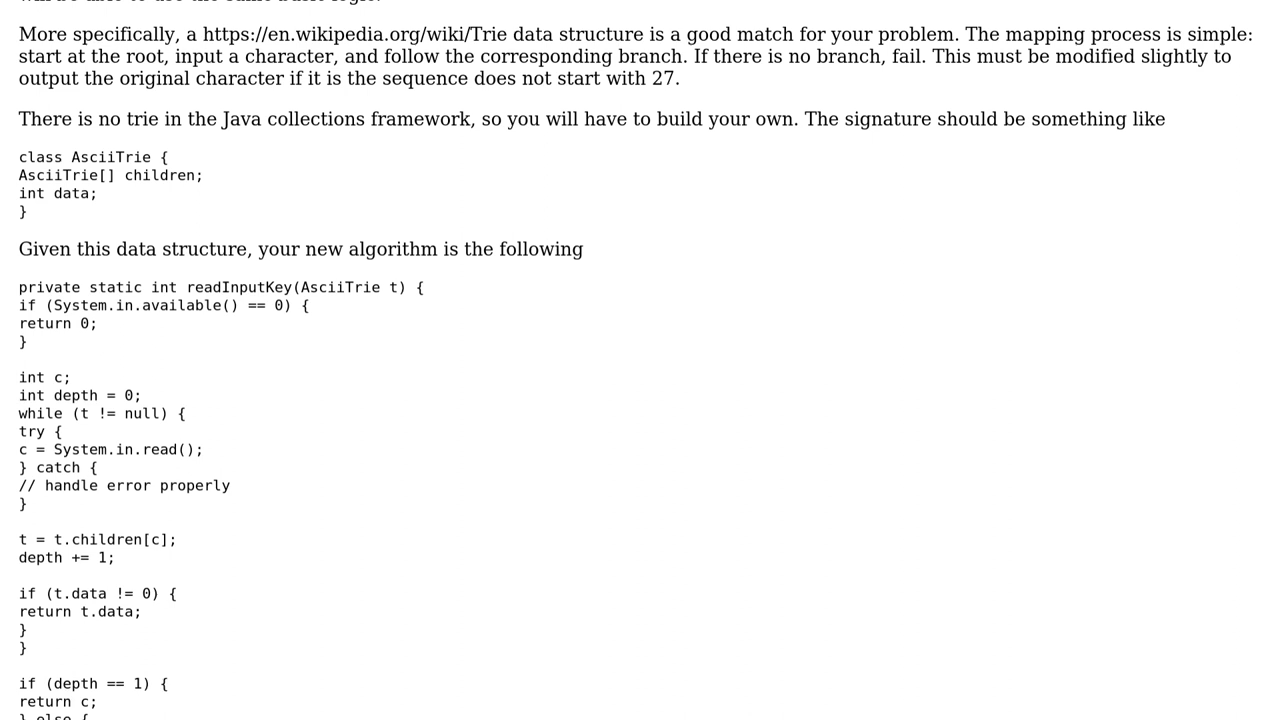 More specifically, a https://en.wikipedia.org/wiki/Trie data structure is a good match for your problem. The mapping process is simple:
start at the root, input a character, and follow the corresponding branch. If there is no branch, fail. This must be modified slightly to
output the original character if it is the sequence does not start with 27.
There is no trie in the Java collections framework, so you will have to build your own. The signature should be something like
class AsciiTrie {
AsciiTrie[] children;
int data;
}
Given this data structure, your new algorithm is the following
private static int readInputKey(AsciiTrie t) {
if (System.in.available() == 0) {
return 0;
}
int c;
int depth = 0;
while (t != null) {
try {
c = System.in.read();
} catch {
// handle error properly
}
t = t.children[c];
depth += 1;
if (t.data != 0) {
return t.data;
}
}
if (depth == 1) {
return c;
} else {